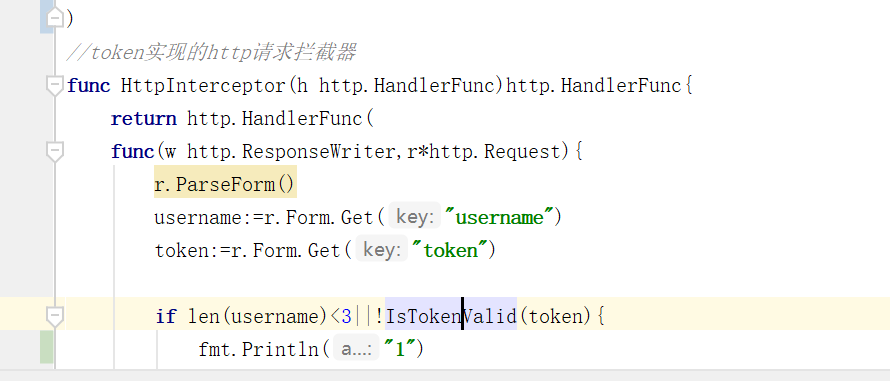 )
//token实现的http请求拦截器
func HttpInterceptor(h http.HandlerFunc)http.HandlerFunc{
return http.HandlerFunc(
func(w http.ResponseWriter,r*http.Request){
r.ParseForm()
username:=r.Form.Get( key: "username")
token:=r.Form.Get( key: "token")
if len(username)<3||!IsTokenValid(token){
fmt.Println( a...: "1")